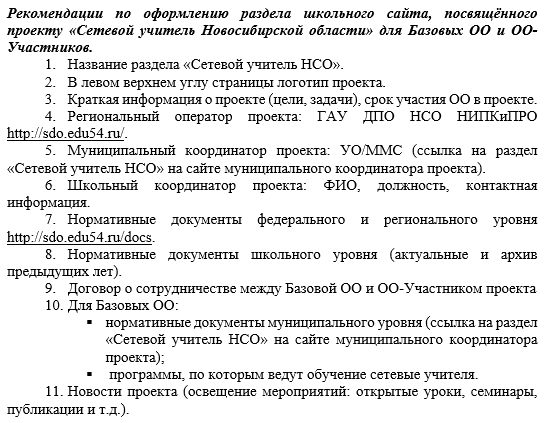 Рекомендации по оформлению раздела школьного сайта, посвящённого
проекту «Сетевой учитель Новосибирской области» для Базовых ОО и ОО-
Участников.
1. Название раздела «Сетевой учитель НСО».
2. В левом верхнем углу страницы логотип проекта.
3. Краткая информация о проекте (цели, задачи), срок участия ОО в проекте.
4. Региональный оператор проекта: ГАУ ДПО НСО НИПКиПРО
http://sdo.edu54.ru/.
5. Муниципальный координатор проекта: УО/ММС (ссылка на раздел
«Сетевой учитель НСО» на сайте муниципального координатора проекта).
6. Школьный координатор проекта: ФИО, должность, контактная
информация.
7. Нормативные документы федерального и регионального уровня
http://sdo.edu54.ru/docs.
8. Нормативные документы школьного уровня (актуальные и архив
предыдущих лет).
9. Договор о сотрудничестве между Базовой ОО и ОО-Участником проекта
10. Для Базовых ОО:
▪ нормативные документы муниципального уровня (ссылка на раздел
«Сетевой учитель НСО» на сайте муниципального координатора
проекта);
▪ программы, по которым ведут обучение сетевые учителя.
11. Новости проекта (освещение мероприятий: открытые уроки, семинары,
публикации и т.д.).